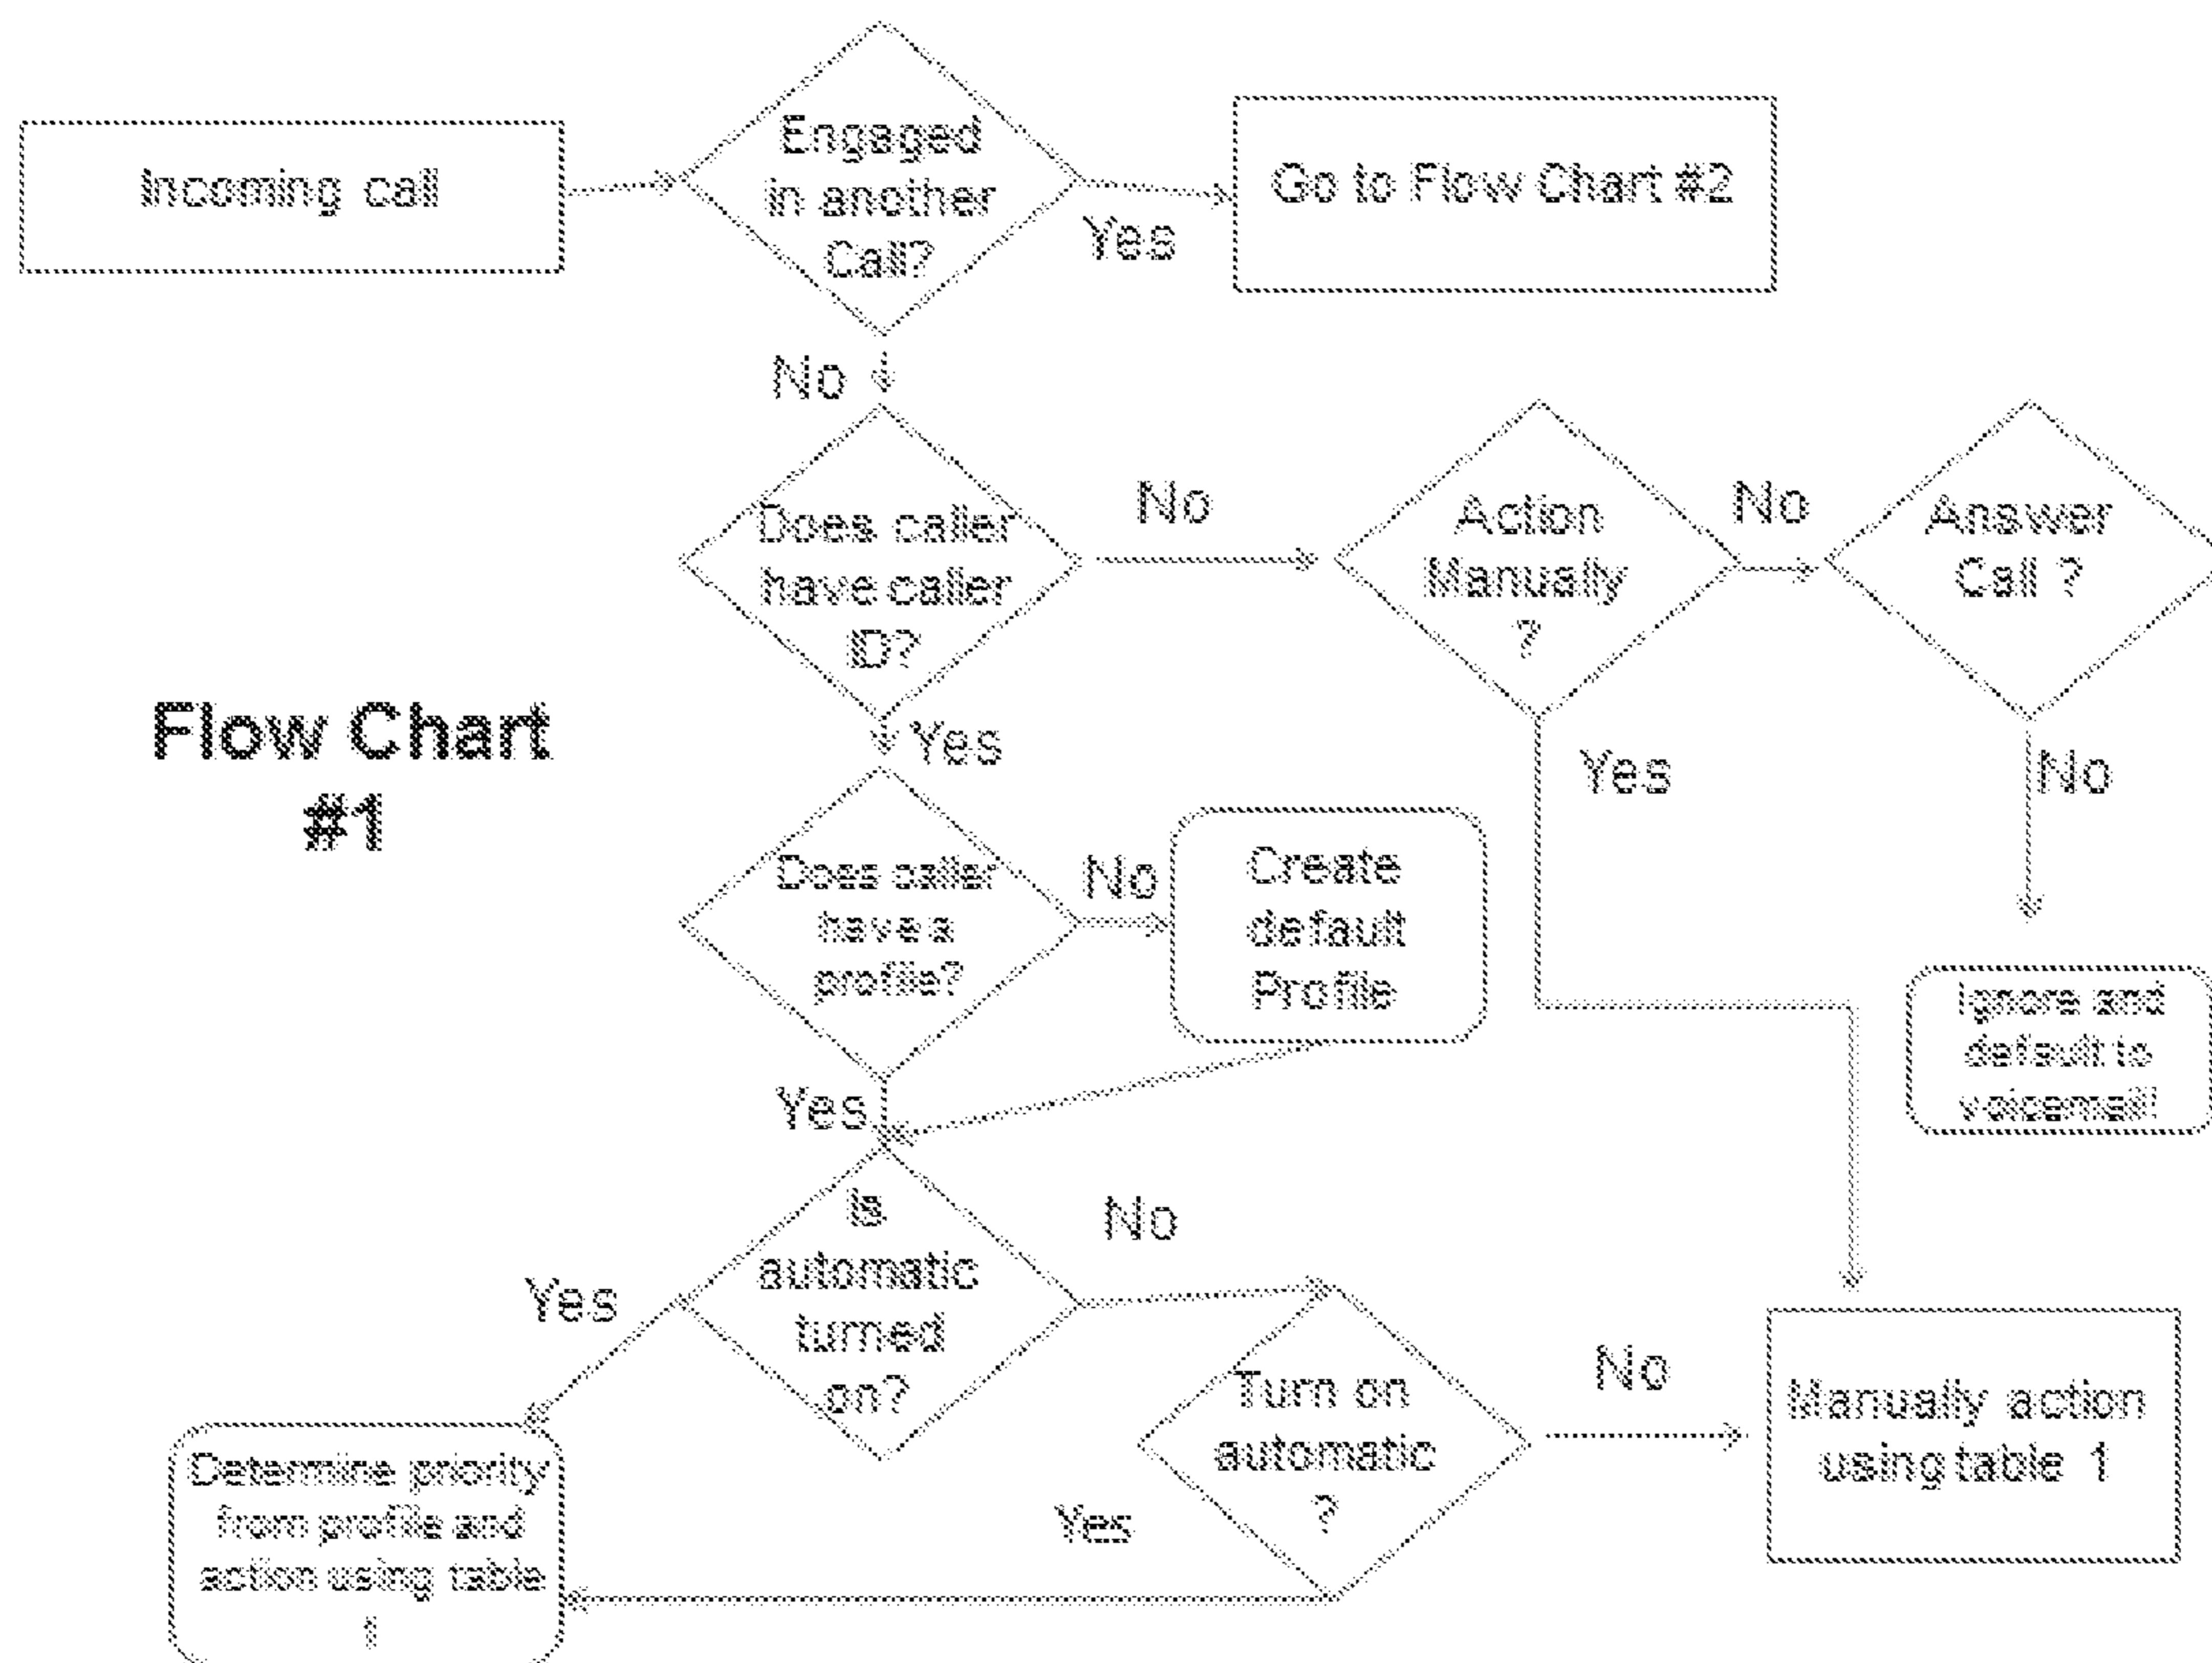 Incoming call
Engaged
in another
Call?
Yes
Go to Flow Chart #2
No
Does caller
have caller
ID?
No
Action
Manually
?
No
Answer
Call ?
Yes
Yes
No
Flow Chart
#1
Does caller
have a
profile?
No
Create
default
Profile
Ignore and
default to
voicemail!
Yes
Is
automatic
turned
on?
No
Yes
Turn on
automatic
?
No
Manually action
using table 1
Yes
Determine priority
from profile and
action using table
1